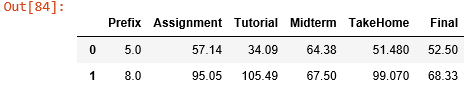 Out[84]:
Prefix Assignment Tutorial Midterm TakeHome Final
0 5.0 57.14 34.09 64.38 51.480 52.50
1 8.0 95.05 105.49 67.50 99.070 68.33